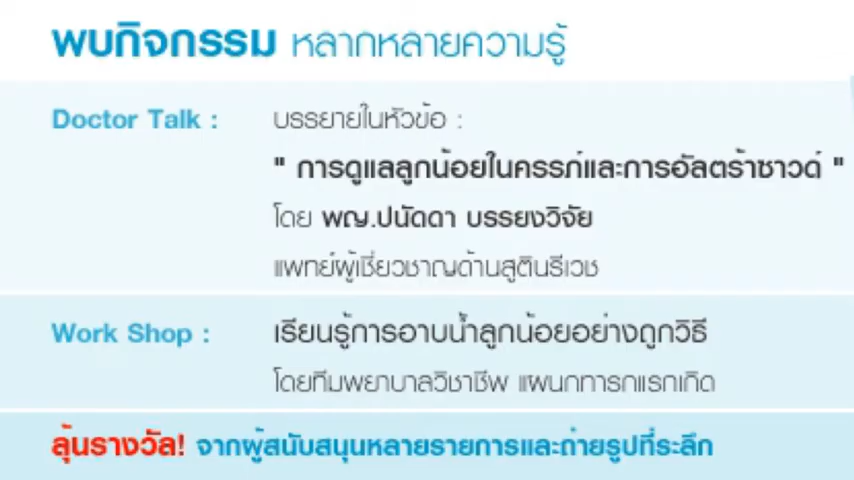 พบกิจกรรม หลากหลายความรู้
Doctor Talk : บรรยายในหัวข้อ :
" การดูแลลูกน้อยในครรภ์และการอัลตร้าซาวด์ "
โดย พญ.ปนัดดา บรรยงวิจัย
แพทย์ผู้เชี่ยวชาญด้านสูตินรีเวช
Work Shop : เรียนรู้การอาบน้ำลูกน้อยอย่างถูกวิธี
โดยทีมพยาบาลวิชาชีพ แผนกทารกแรกเกิด
ลุ้นรางวัล! จากผู้สนับสนุนหลายรายการและถ่ายรูปที่ระลึก